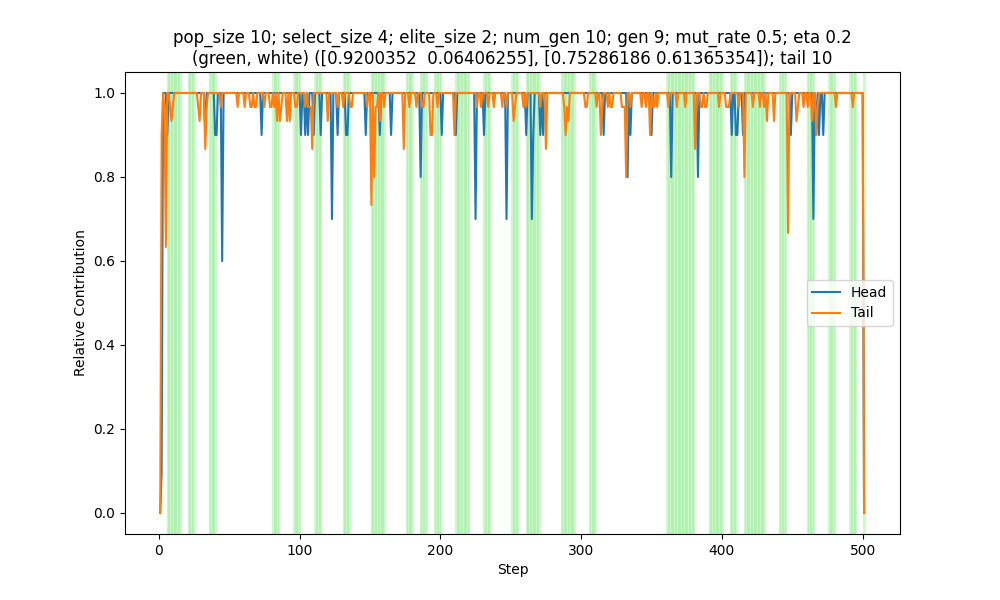 pop_size 10; select_size 4; elite_size 2; num_gen 10; gen 9; mut_rate 0.5; eta 0.2
(green, white) ([0.9200352  0.06406255], [0.75286186 0.61365354]); tail 10
1.0
0.8
0.6
0.4
0.2
0.0
Relative Contribution
Head
Tail
0 100 200 300 400 500
Step